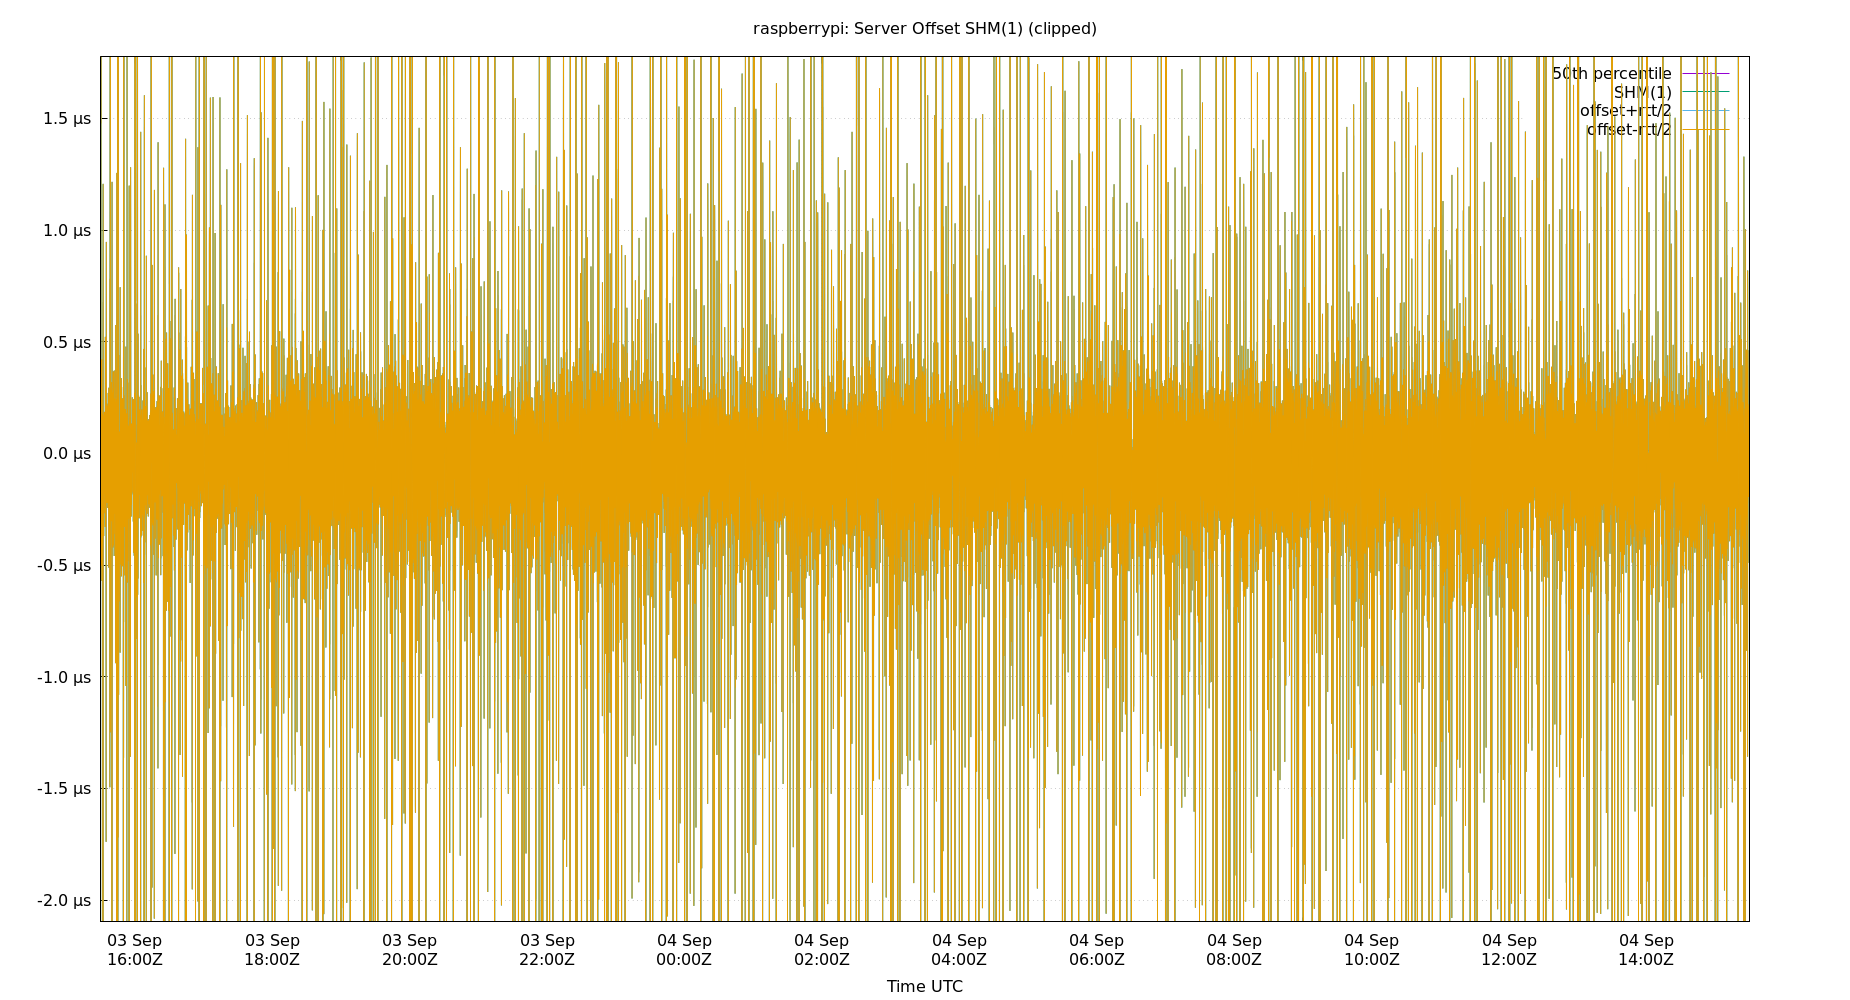 raspberrypi: Server Offset SHM(1) (clipped)
50th percentile
SHM(1)
offset+rtt/2
offset-rtt/2
1.5 μs
1.0 μs
0.5 μs
0.0 μs
-0.5 μs
-1.0 μs
-1.5 μs
-2.0 μs
03 Sep 03 Sep 03 Sep 03 Sep 04 Sep 04 Sep 04 Sep 04 Sep 04 Sep 04 Sep 04 Sep 04 Sep
16:00Z 18:00Z 20:00Z 22:00Z 00:00Z 02:00Z 04:00Z 06:00Z 08:00Z 10:00Z 12:00Z 14:00Z
Time UTC